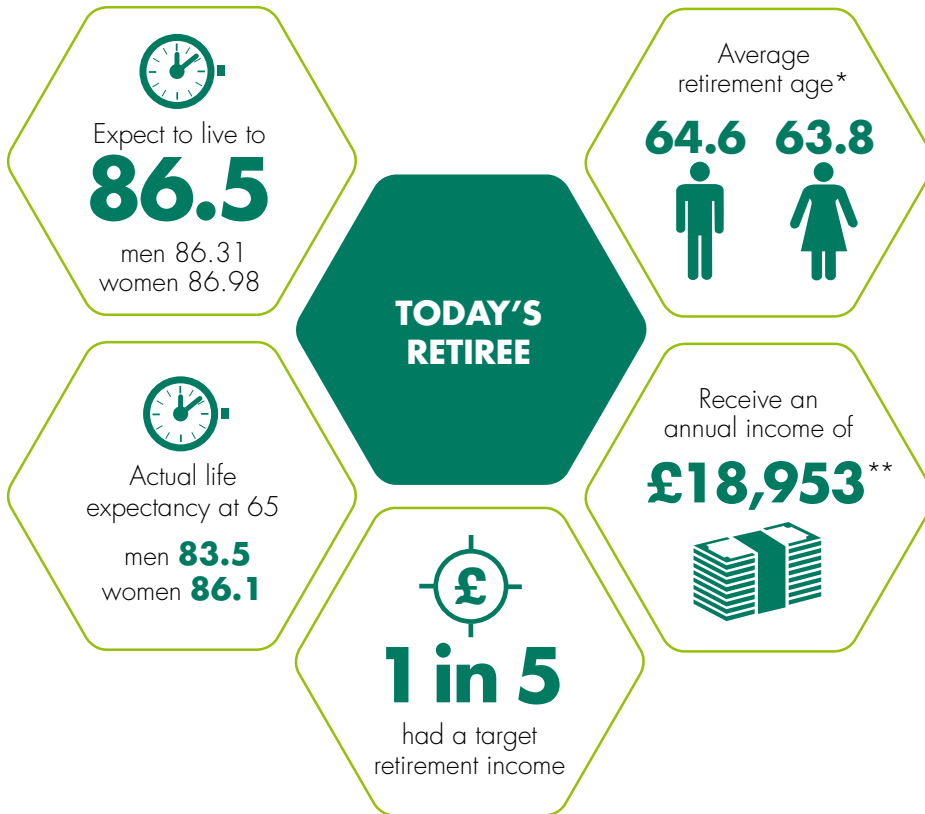 Expect to live to
86.5
men 86.31
women 86.98
Average
retirement age*
64.6 63.8
TODAY'S
RETIREE
Actual life
expectancy at 65
men 83.5
women 86.1
Receive an
annual income of
£18,953**
£
1 in 5
had a target
retirement income